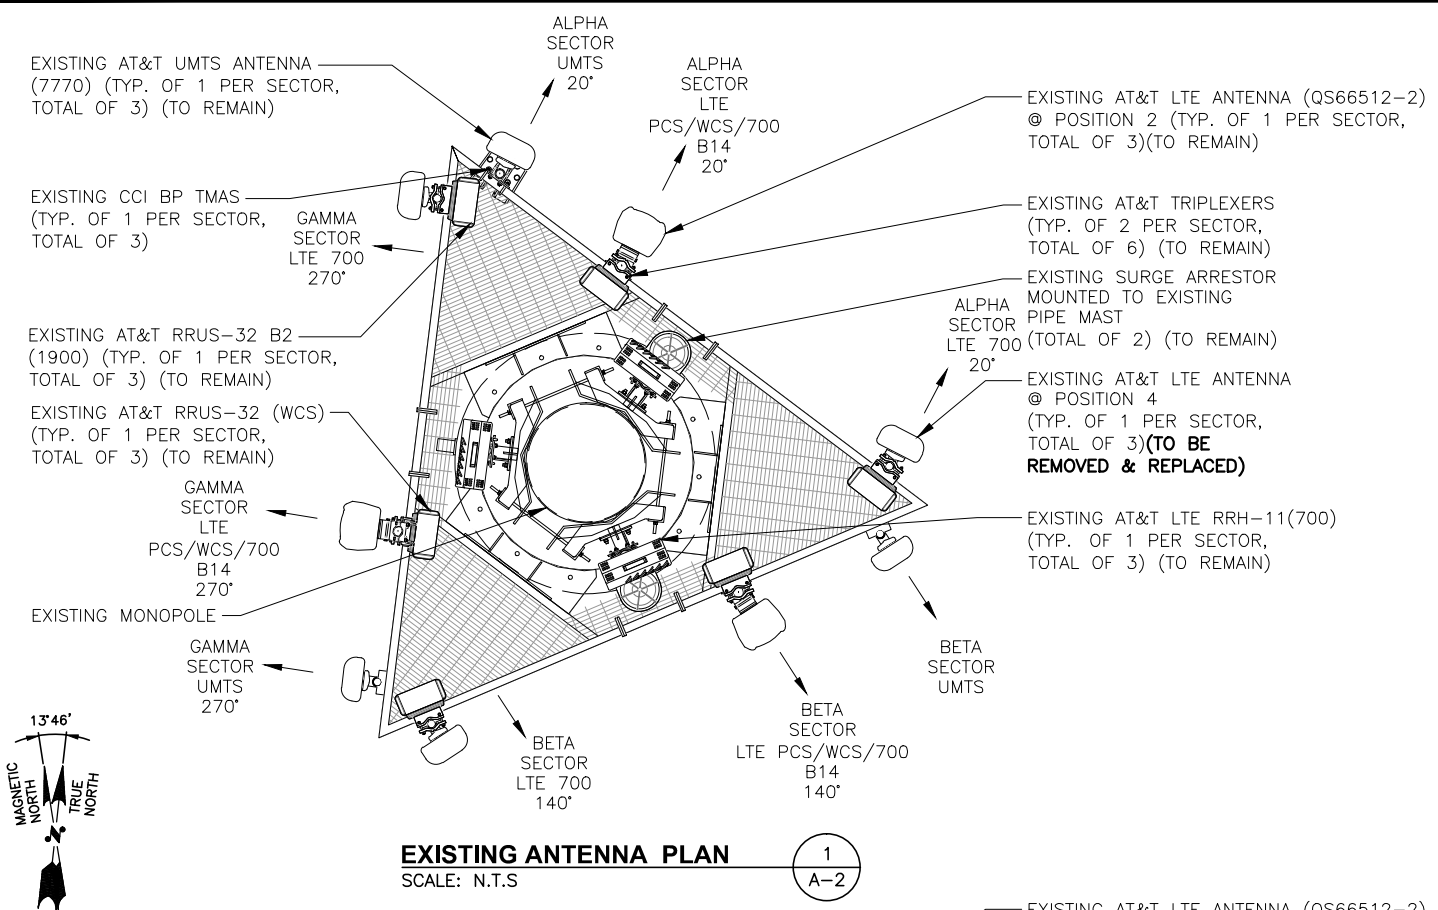 EXISTING AT&T UMTS ANTENNA
(7770) (TYP. OF 1 PER SECTOR,
TOTAL OF 3) (TO REMAIN)
EXISTING CCI BP TMAS
(TYP. OF 1 PER SECTOR,
TOTAL OF 3)
GAMMA
SECTOR
LTE 700
270°
EXISTING AT&T RRUS-32 B2
(1900) (TYP. OF 1 PER SECTOR,
TOTAL OF 3) (TO REMAIN)
EXISTING AT&T RRUS-32 (WCS)
(TYP. OF 1 PER SECTOR,
TOTAL OF 3) (TO REMAIN)
GAMMA
SECTOR
LTE
PCS/WCS/700
B14
270°
EXISTING MONOPOLE
GAMMA
SECTOR
UMTS
270°
ALPHA
SECTOR
UMTS
20°
ALPHA
SECTOR
LTE
PCS/WCS/700
B14
20°
EXISTING AT&T LTE ANTENNA (QS66512-2)
@ POSITION 2 (TYP. OF 1 PER SECTOR,
TOTAL OF 3)(TO REMAIN)
EXISTING AT&T TRIPLEXERS
(TYP. OF 2 PER SECTOR,
TOTAL OF 6) (TO REMAIN)
EXISTING SURGE ARRESTOR
MOUNTED TO EXISTING
PIPE MAST
(TOTAL OF 2) (TO REMAIN)
ALPHA
SECTOR
LTE 700
20°
EXISTING AT&T LTE ANTENNA
@ POSITION 4
(TYP. OF 1 PER SECTOR,
TOTAL OF 3)(TO BE
REMOVED & REPLACED)
EXISTING AT&T LTE RRH-11(700)
(TYP. OF 1 PER SECTOR,
TOTAL OF 3) (TO REMAIN)
BETA
SECTOR
UMTS
BETA
SECTOR
LTE PCS/WCS/700
B14
140°
BETA
SECTOR
LTE 700
140°
13°46'
MAGNETIC
NORTH
TRUE
NORTH
N
EXISTING ANTENNA PLAN
SCALE: N.T.S
1
A-2
EXISTING AT&T LTE ANTENNA (QS66512-2)